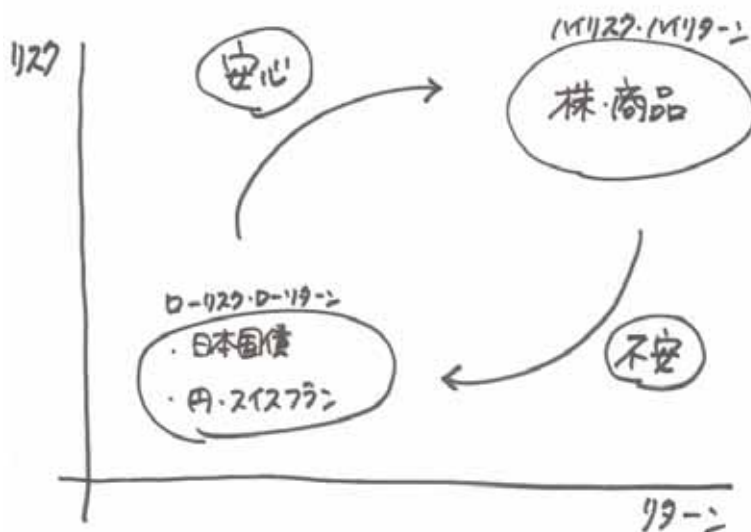 リスク
安心
ハイリスク・ハイリターン
株・商品
ローリスク・ローリターン
・日本国債
・円・スイスフラン
不安
リターン